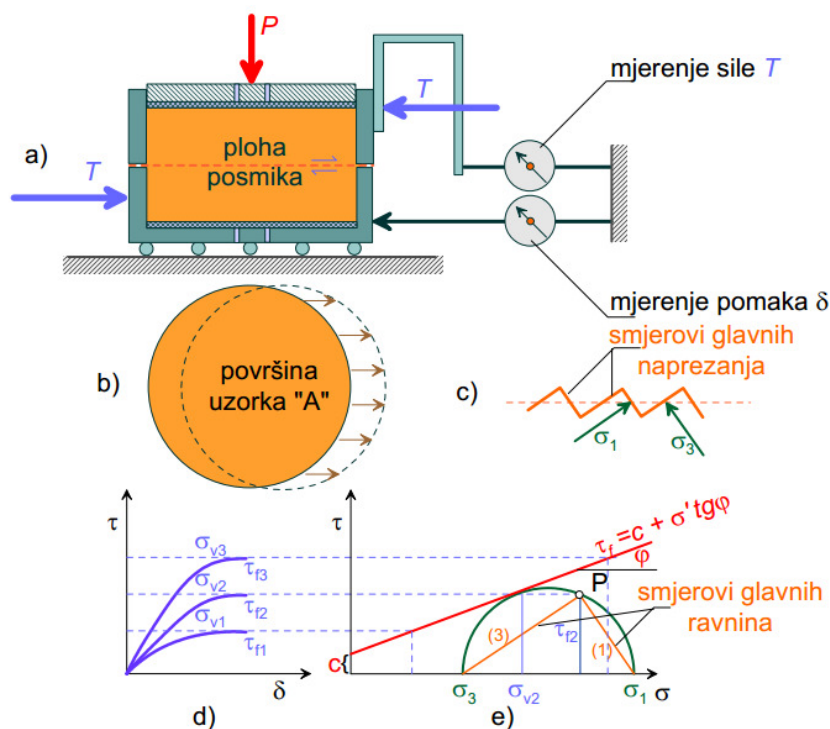 P
mjerenje sile T
T
a)
ploha
posmika
T
mjerenje pomaka δ
smjerovi glavnih
naprezanja
b)
površina
uzorka "A"
c)
σ1
σ3
τ
σv3
τf3
σv2
τf2
σv1
τf1
δ
d)
τ
τf =c + σ' tgφ
φ
P
smjerovi glavnih
ravnina
(3)
τf2
(1)
c{
σ3
σv2
σ1
σ
e)